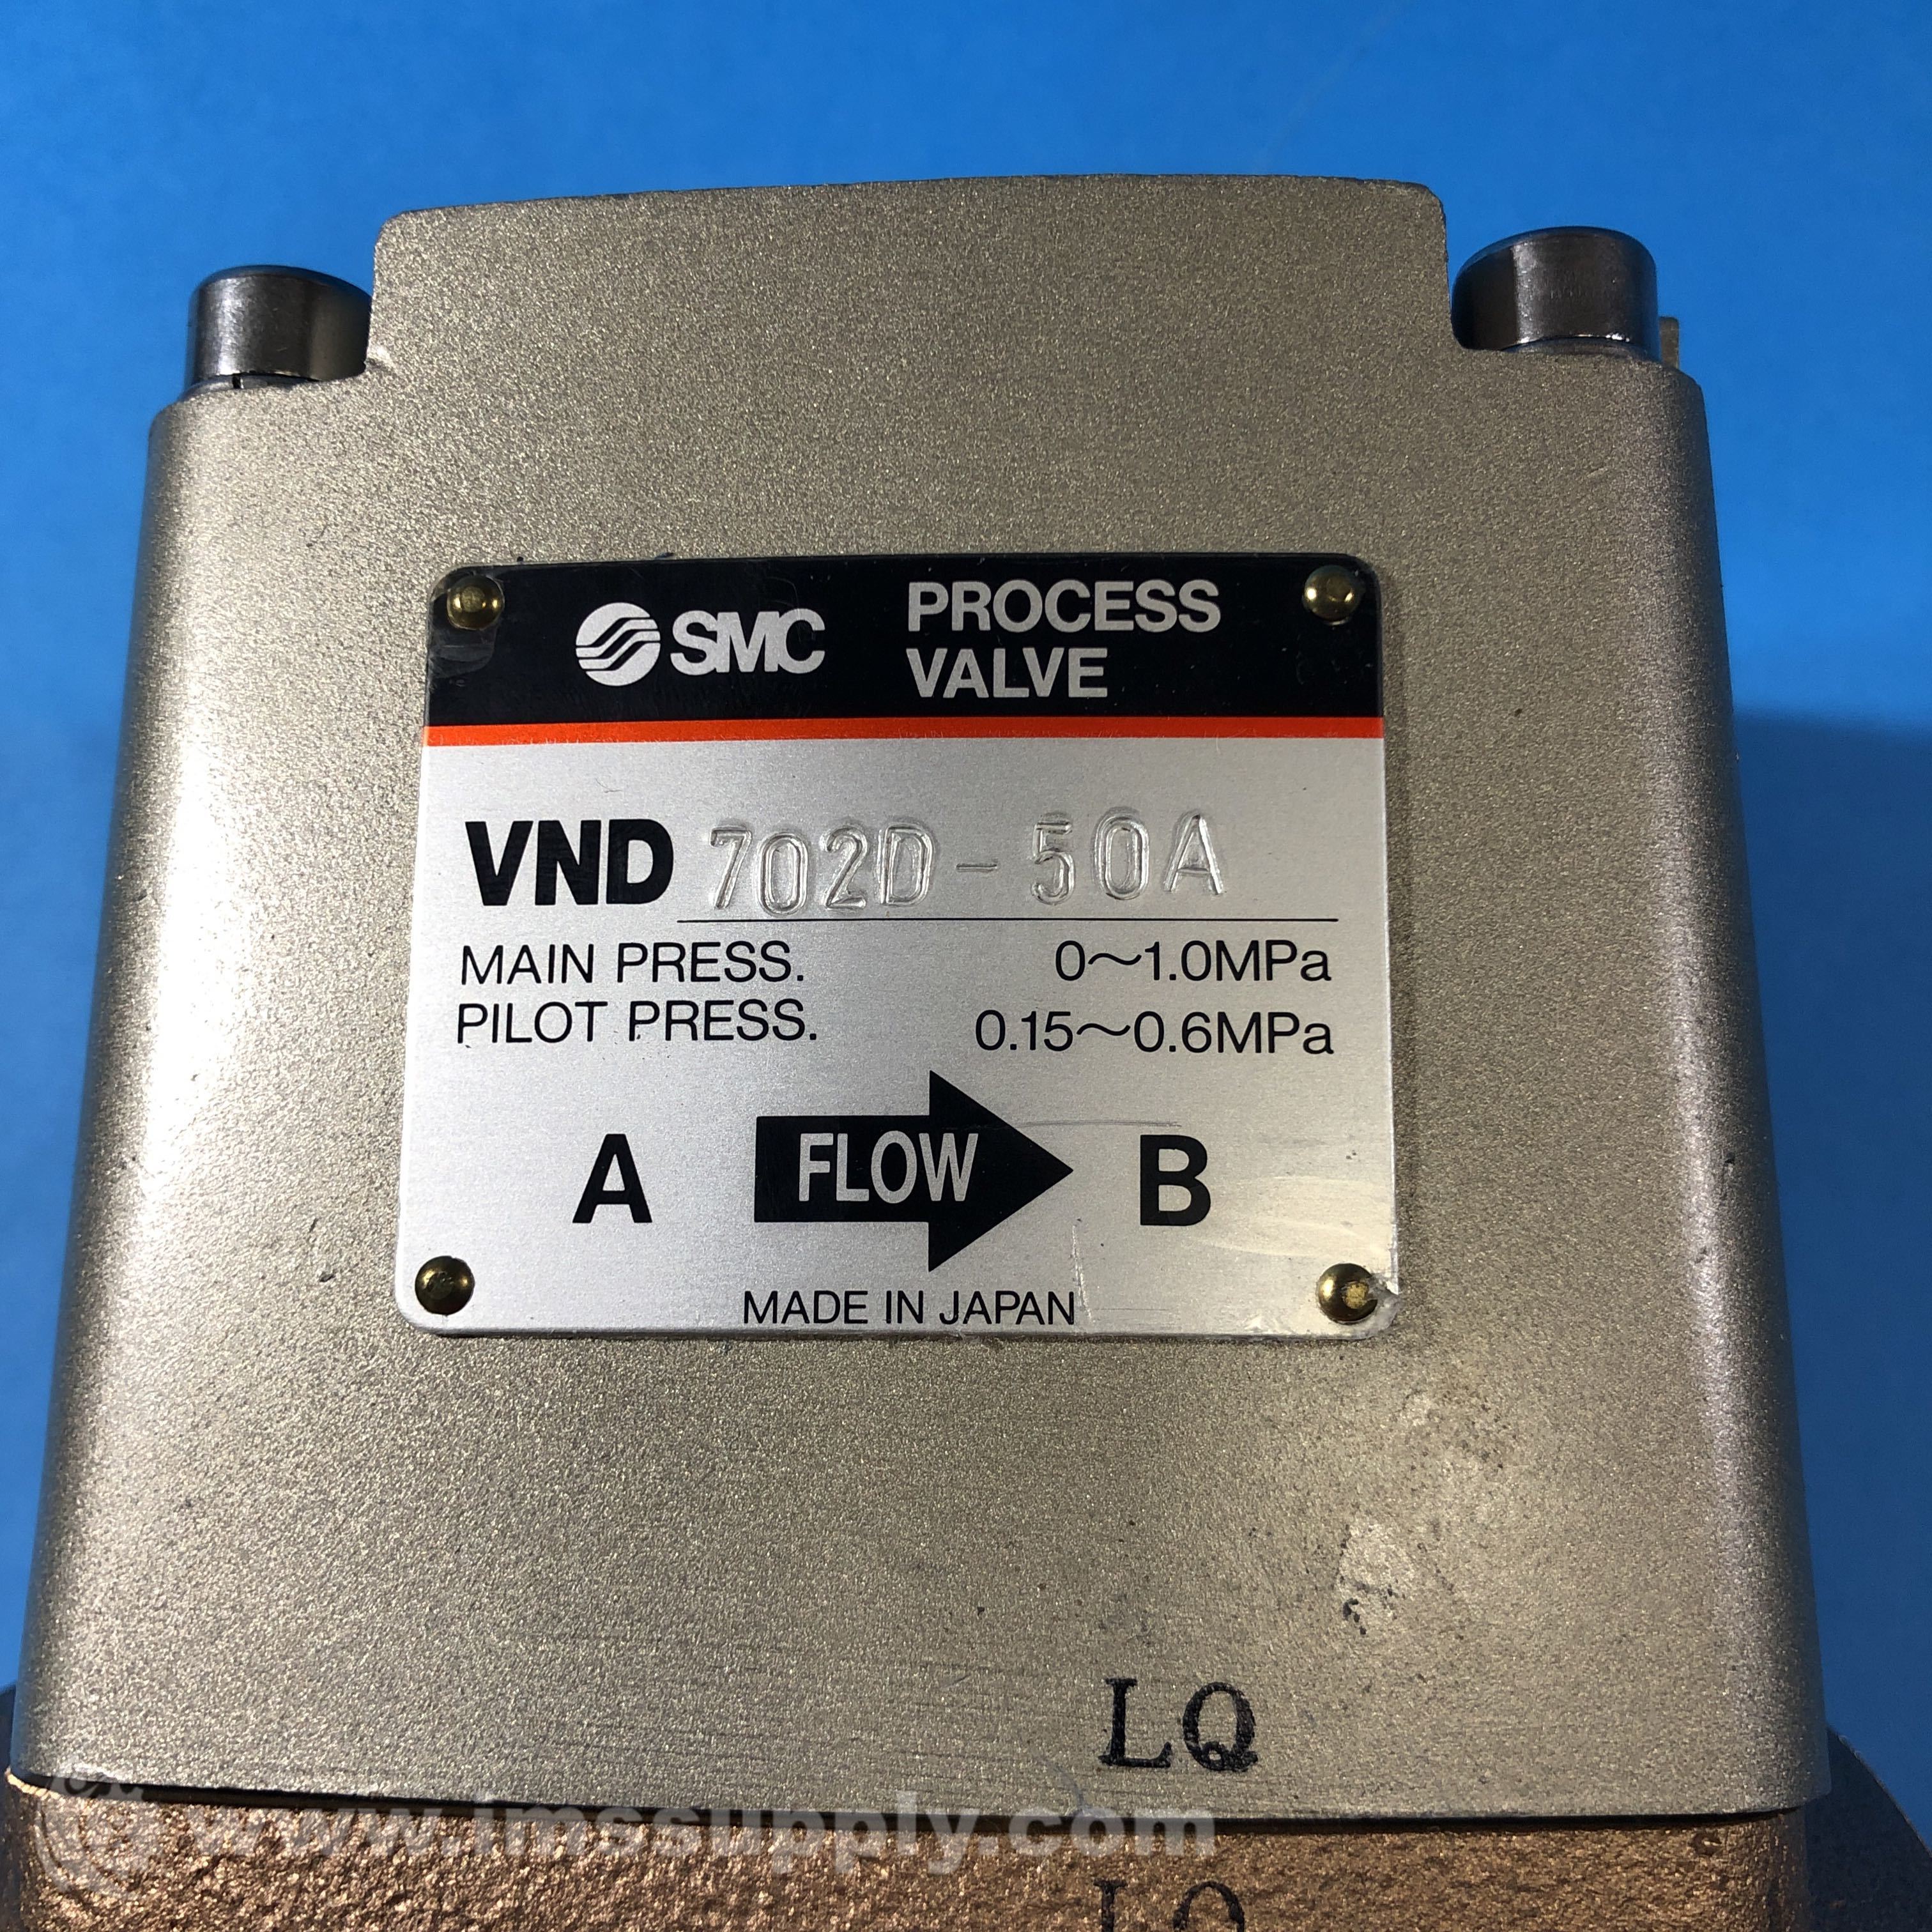 SMC
PROCESS
VALVE
VND 702D-50A
MAIN PRESS. 0~1.0MPa
PILOT PRESS. 0.15~0.6MPa
A FLOW B
MADE IN JAPAN
LQ
www.imssupply.com
LQ